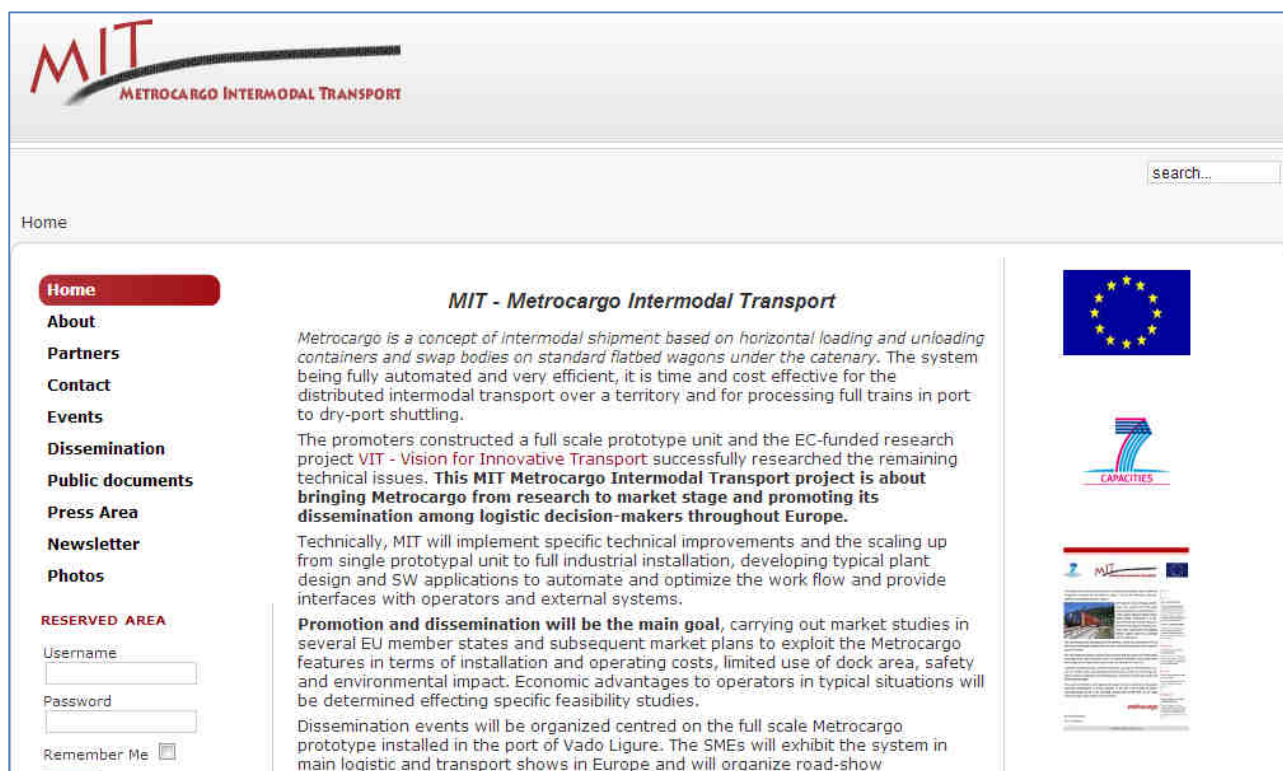 MIT
METROCARGO INTERMODAL TRANSPORT
search...
Home
Home
About
Partners
Contact
Events
Dissemination
Public documents
Press Area
Newsletter
Photos
RESERVED AREA
Username
Password
Remember Me
MIT - Metrocargo Intermodal Transport
Metrocargo is a concept of intermodal shipment based on horizontal loading and unloading
containers and swap bodies on standard flatbed wagons under the catenary. The system
being fully automated and very efficient, it is time and cost effective for the
distributed intermodal transport over a territory and for processing full trains in port
to dry-port shuttling.
The promoters constructed a full scale prototype unit and the EC-funded research
project VIT - Vision for Innovative Transport successfully researched the remaining
technical issues. This MIT Metrocargo Intermodal Transport project is about
bringing Metrocargo from research to market stage and promoting its
dissemination among logistic decision-makers throughout Europe.
Technically, MIT will implement specific technical improvements and the scaling up
from single prototypal unit to full industrial installation, developing typical plant
design and SW applications to automate and optimize the work flow and provide
interfaces with operators and external systems.
Promotion and dissemination will be the main goal, carrying out market studies in
several EU member states and subsequent market plans to exploit the Metrocargo
features in terms of installation and operating costs, limited use of dock area, safety
and environmental impact. Economic advantages to operators in typical situations will
be determined effecting specific feasibility studies.
Dissemination events will be organized centred on the full scale Metrocargo
prototype installed in the port of Vado Ligure. The SMEs will exhibit the system in
main logistic and transport shows in Europe and will organize road-show
7
CAPACITIES
7
MIT
metrocargo